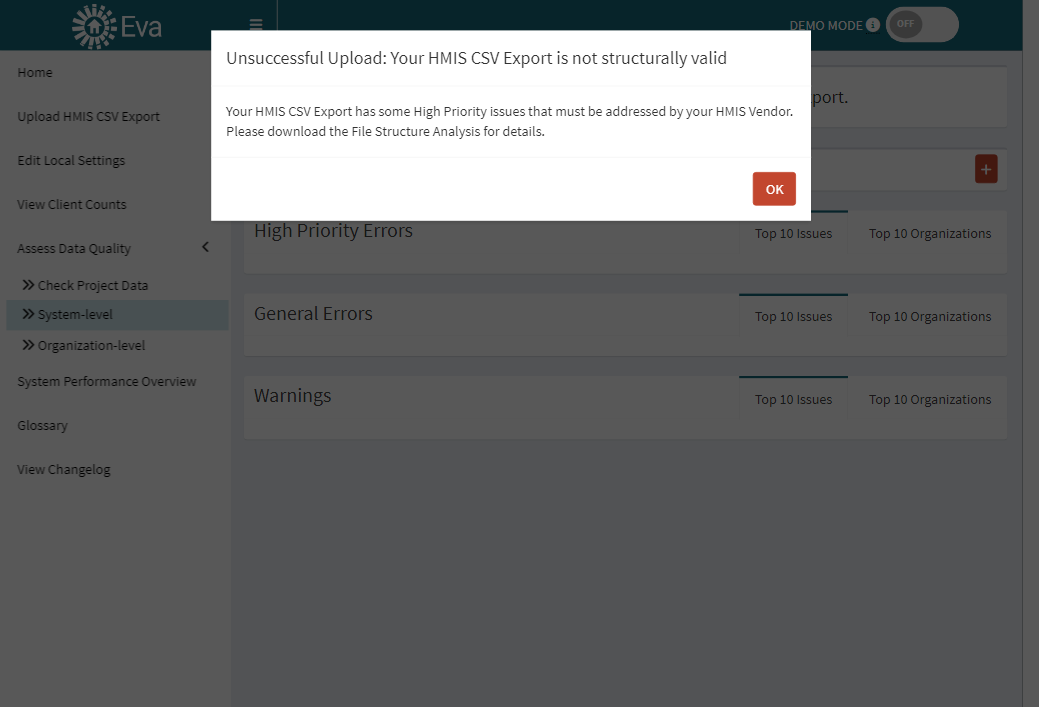 Eva
DEMO MODE i OFF
Unsuccessful Upload: Your HMIS CSV Export is not structurally valid
Your HMIS CSV Export has some High Priority issues that must be addressed by your HMIS Vendor.
Please download the File Structure Analysis for details.
OK
port.
+
Home
Upload HMIS CSV Export
Edit Local Settings
View Client Counts
Assess Data Quality
Check Project Data
System-level
Organization-level
System Performance Overview
Glossary
View Changelog
High Priority Errors
Top 10 Issues Top 10 Organizations
General Errors
Top 10 Issues Top 10 Organizations
Warnings
Top 10 Issues Top 10 Organizations